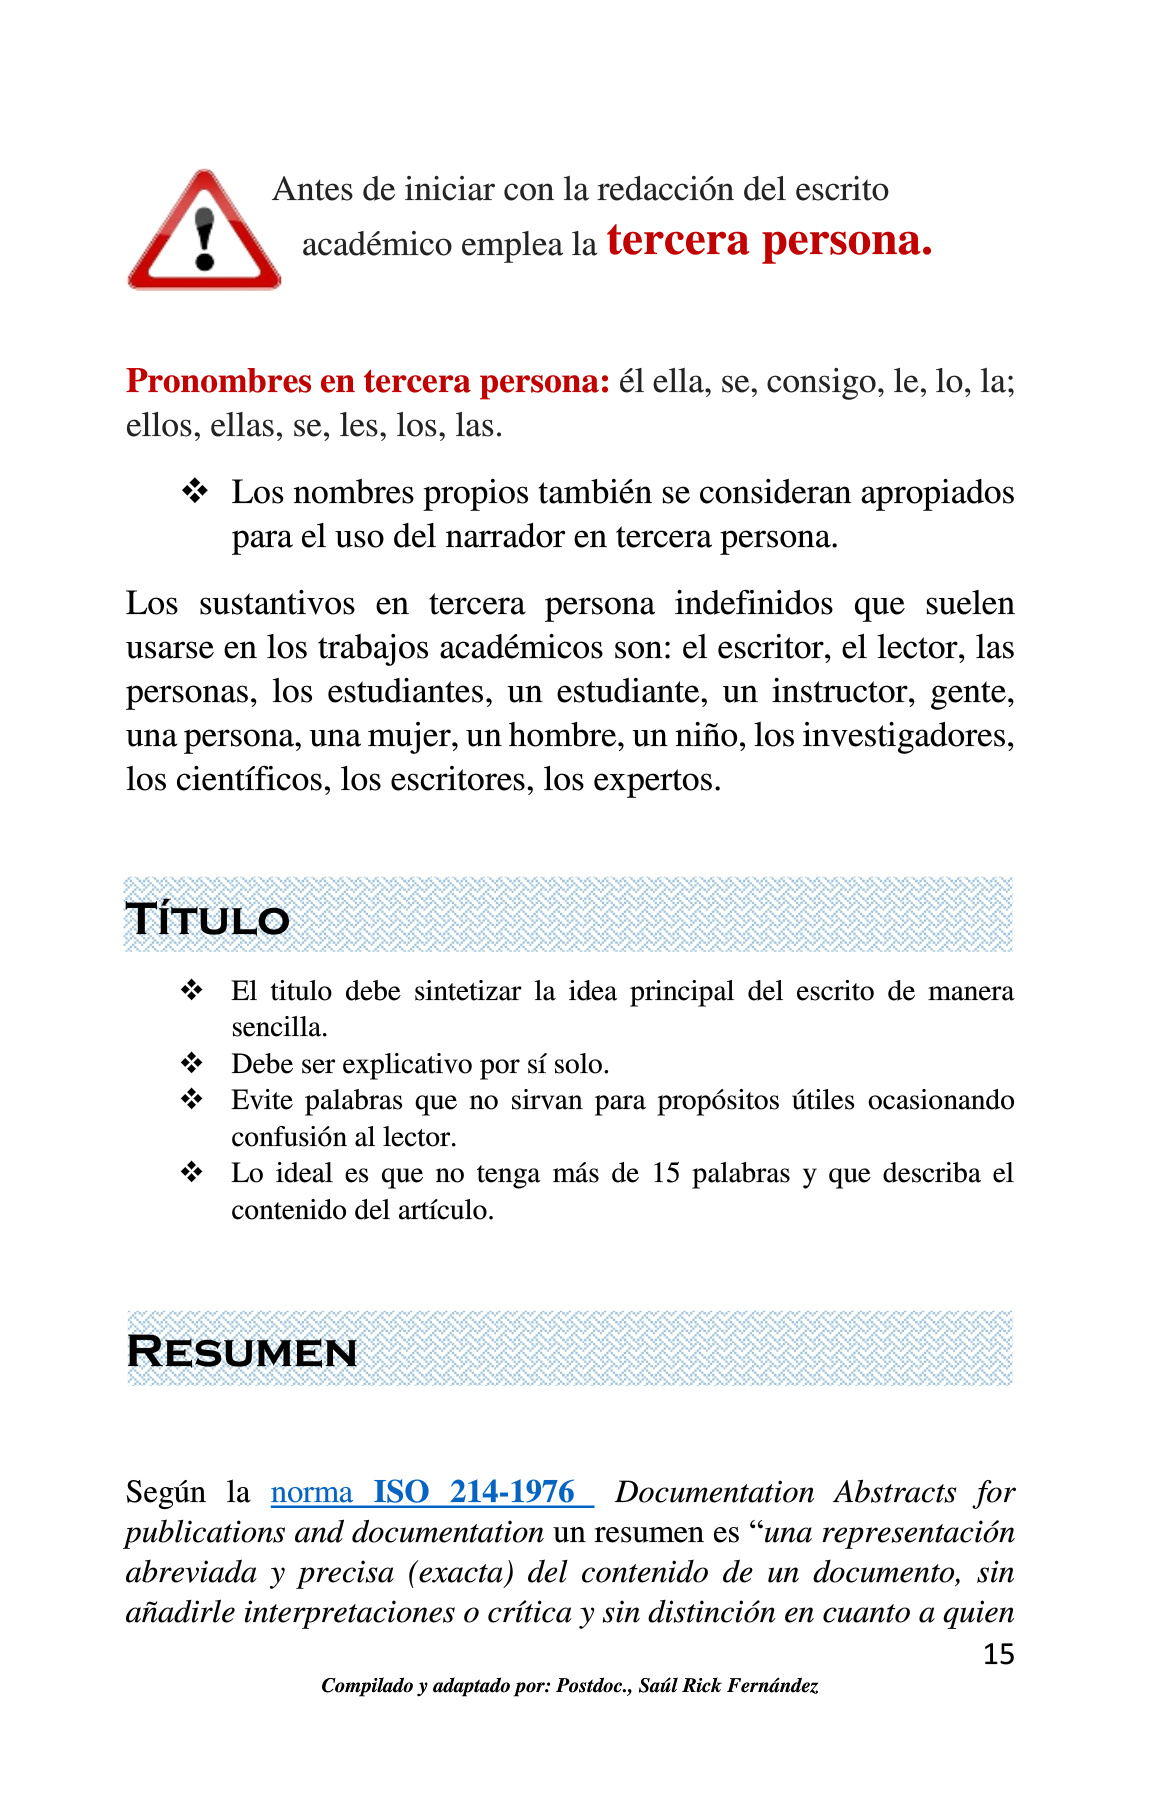 Antes de iniciar con la redacción del escrito
académico emplea la tercera persona.
Pronombres en tercera persona: él ella, se, consigo, le, lo, la;
ellos, ellas, se, les, los, las.
❖ Los nombres propios también se consideran apropiados
para el uso del narrador en tercera persona.
Los sustantivos en tercera persona indefinidos que suelen
usarse en los trabajos académicos son: el escritor, el lector, las
personas, los estudiantes, un estudiante, un instructor, gente,
una persona, una mujer, un hombre, un niño, los investigadores,
los científicos, los escritores, los expertos.
TÍTULO
❖ El titulo debe sintetizar la idea principal del escrito de manera
sencilla.
❖ Debe ser explicativo por sí solo.
❖ Evite palabras que no sirvan para propósitos útiles ocasionando
confusión al lector.
❖ Lo ideal es que no tenga más de 15 palabras y que describa el
contenido del artículo.
RESUMEN
Según la norma ISO 214-1976 Documentation Abstracts for
publications and documentation un resumen es “una representación
abreviada y precisa (exacta) del contenido de un documento, sin
añadirle interpretaciones o crítica y sin distinción en cuanto a quien
15
Compilado y adaptado por: Postdoc., Saúl Rick Fernández